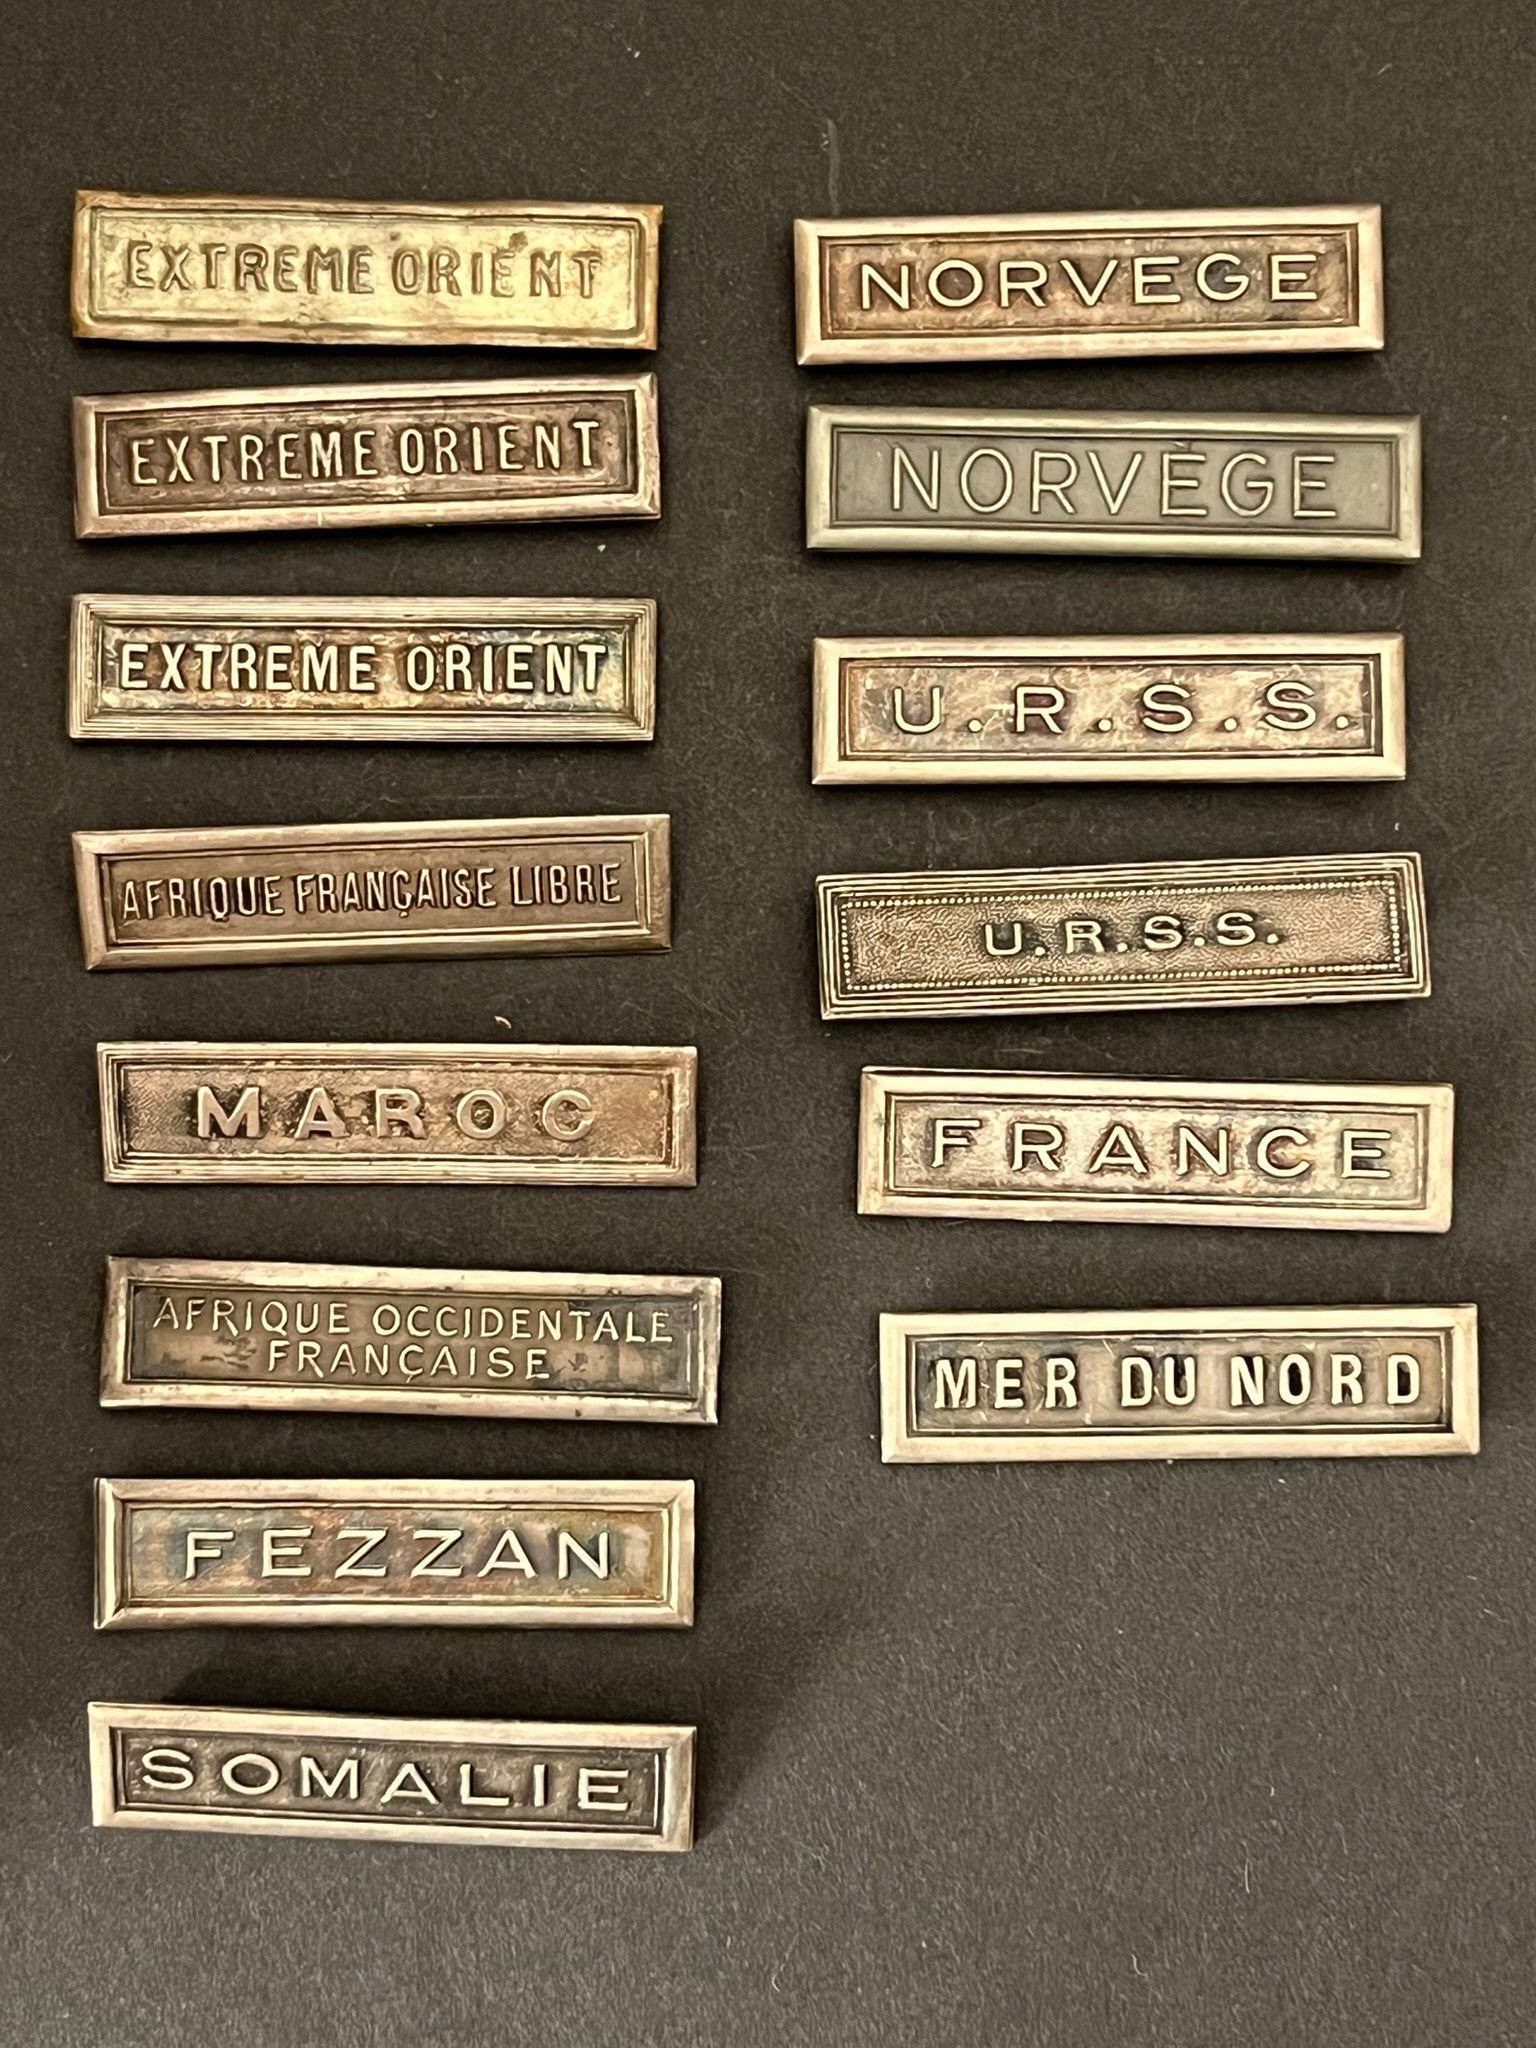 EXTREME ORIENT
EXTREME ORIENT
EXTREME ORIENT
AFRIQUE FRANÇAISE LIBRE
MAROC
AFRIQUE OCCIDENTALE
FRANÇAISE
FEZZAN
SOMALIE
NORVEGE
NORVÈGE
U.R.S.S.
U.R.S.S.
FRANCE
MER DU NORD